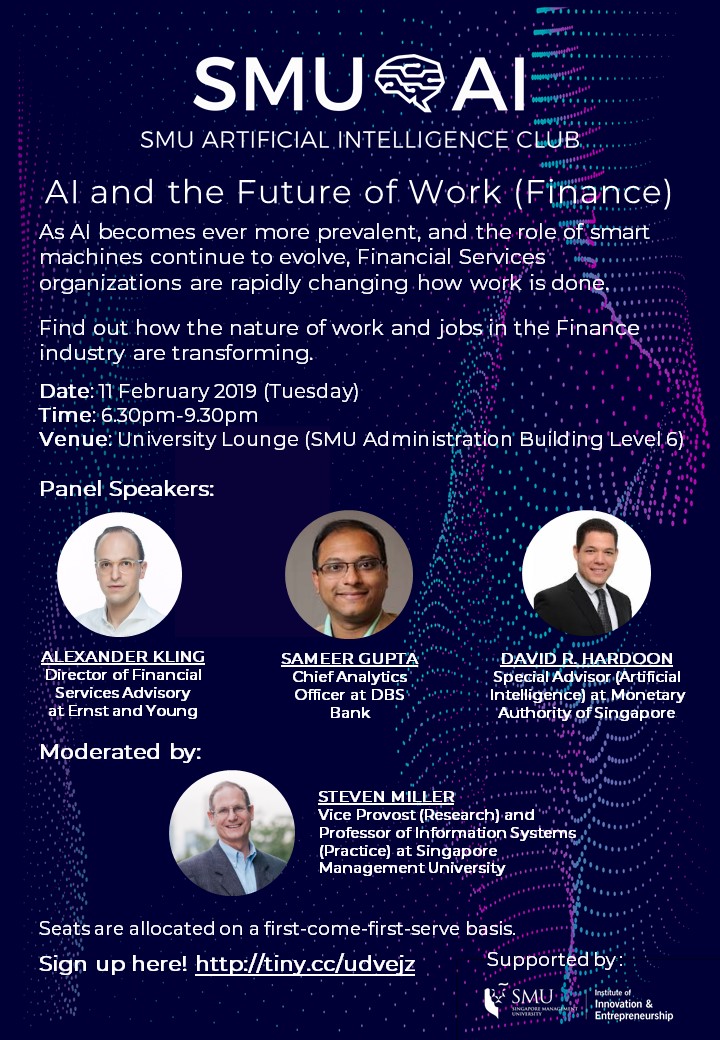 SMU AI
SMU ARTIFICIAL INTELLIGENCE CLUB
AI and the Future of Work (Finance)
As AI becomes ever more prevalent, and the role of smart
machines continue to evolve, Financial Services
organizations are rapidly changing how work is done.
Find out how the nature of work and jobs in the Finance
industry are transforming.
Date: 11 February 2019 (Tuesday)
Time: 6.30pm-9.30pm
Venue: University Lounge (SMU Administration Building Level 6)
Panel Speakers:
ALEXANDER KLING
Director of Financial
Services Advisory
at Ernst and Young
SAMEER GUPTA
Chief Analytics
Officer at DBS
Bank
DAVID R. HARDOON
Special Advisor (Artificial
Intelligence) at Monetary
Authority of Singapore
Moderated by:
STEVEN MILLER
Vice Provost (Research) and
Professor of Information Systems
(Practice) at Singapore
Management University
Seats are allocated on a first-come-first-serve basis.
Sign up here! http://tiny.cc/udvejz
Supported by:
SMU
SINGAPORE MANAGEMENT
UNIVERSITY
Institute of
Innovation &
Entrepreneurship